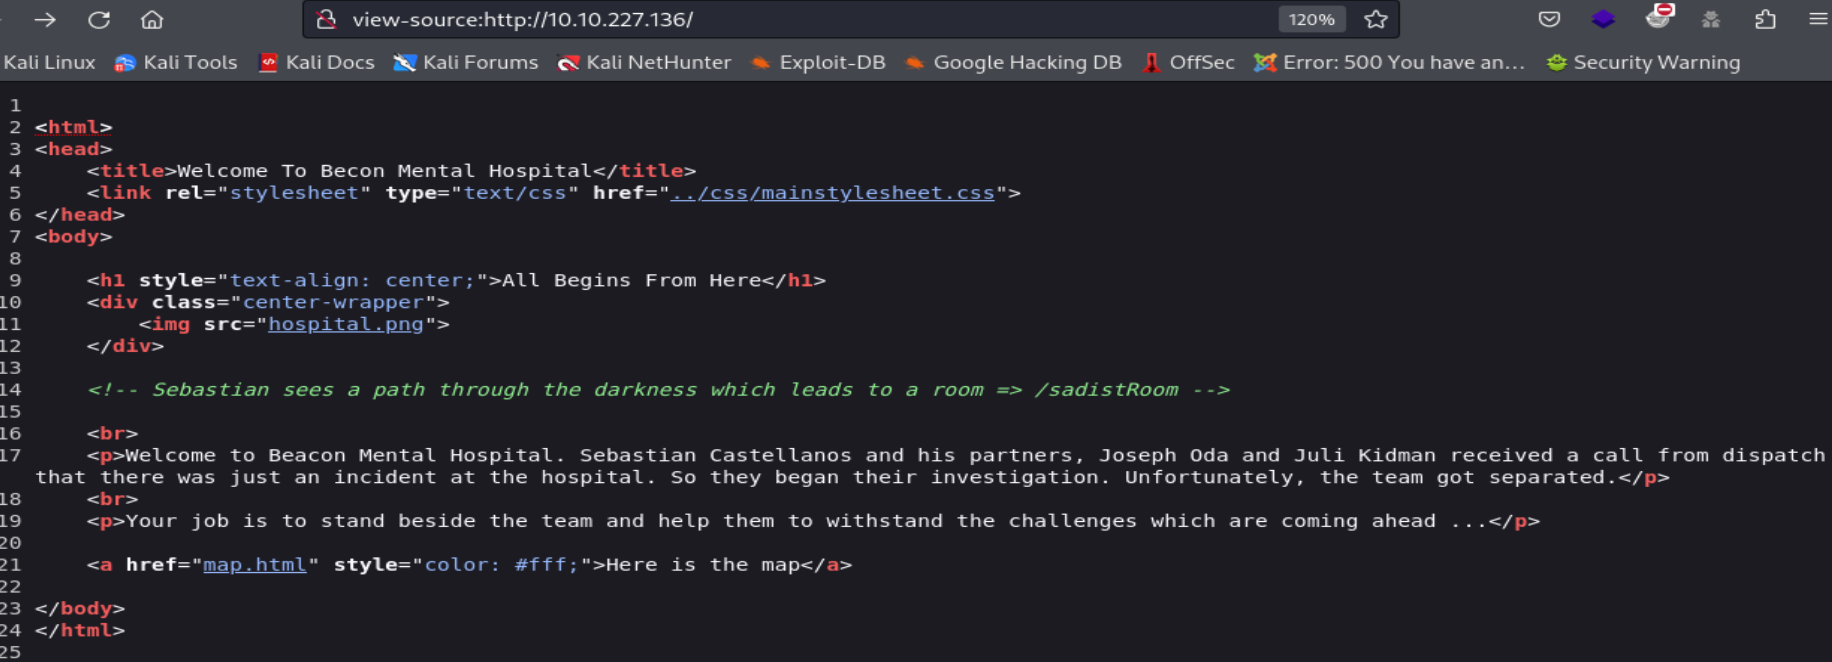 view-source:http://10.10.227.136/ 120%
Kali Linux Kali Tools Kali Docs Kali Forums Kali NetHunter Exploit-DB Google Hacking DB OffSec Error: 500 You have an... Security Warning
1
2 <html>
3 <head>
4 <title>Welcome To Becon Mental Hospital</title>
5 <link rel="stylesheet" type="text/css" href="../css/mainstylesheet.css">
6 </head>
7 <body>
8
9 <h1 style="text-align: center;">All Begins From Here</h1>
10 <div class="center-wrapper">
11 <img src="hospital.png">
12 </div>
13
14 <!-- Sebastian sees a path through the darkness which leads to a room => /sadistRoom -->
15
16 <br>
17 <p>Welcome to Beacon Mental Hospital. Sebastian Castellanos and his partners, Joseph Oda and Juli Kidman received a call from dispatch
that there was just an incident at the hospital. So they began their investigation. Unfortunately, the team got separated.</p>
18 <br>
19 <p>Your job is to stand beside the team and help them to withstand the challenges which are coming ahead ...</p>
20
21 <a href="map.html" style="color: #fff;">Here is the map</a>
22
23 </body>
24 </html>
25